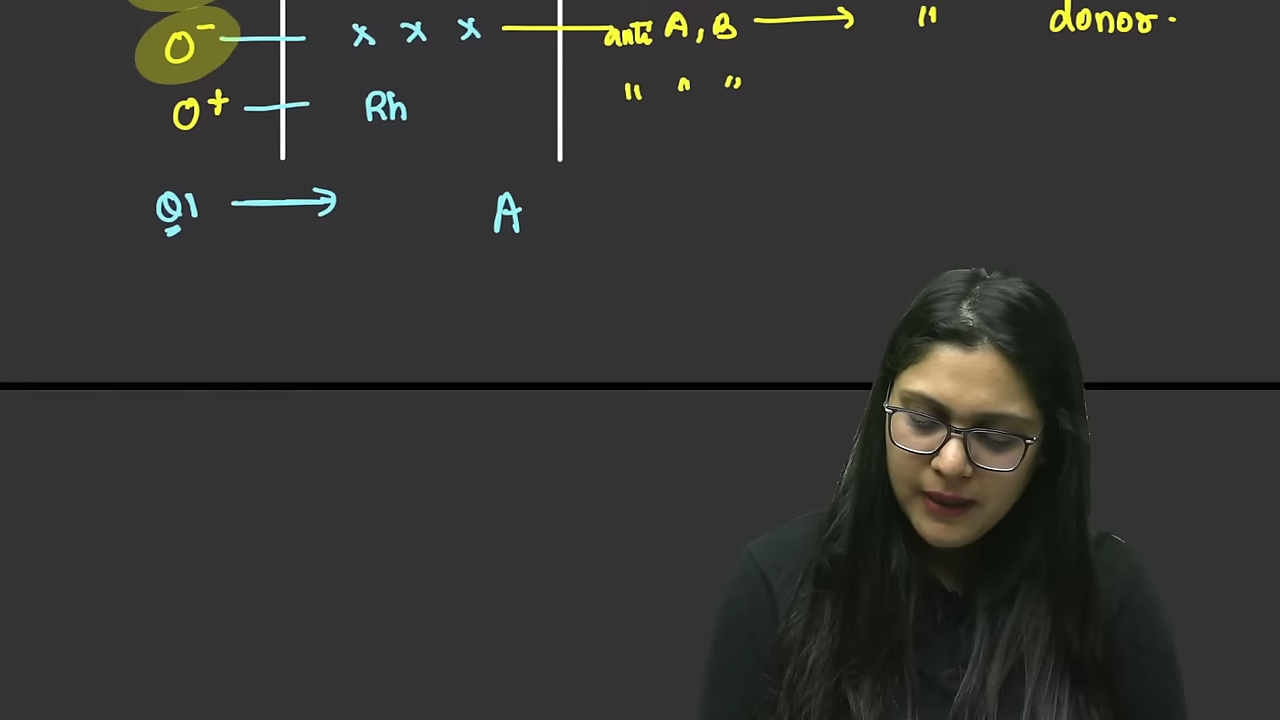 O⁻ — x x x — anti A, B → " donor.
O⁺ — Rh " " "
Q1 → A